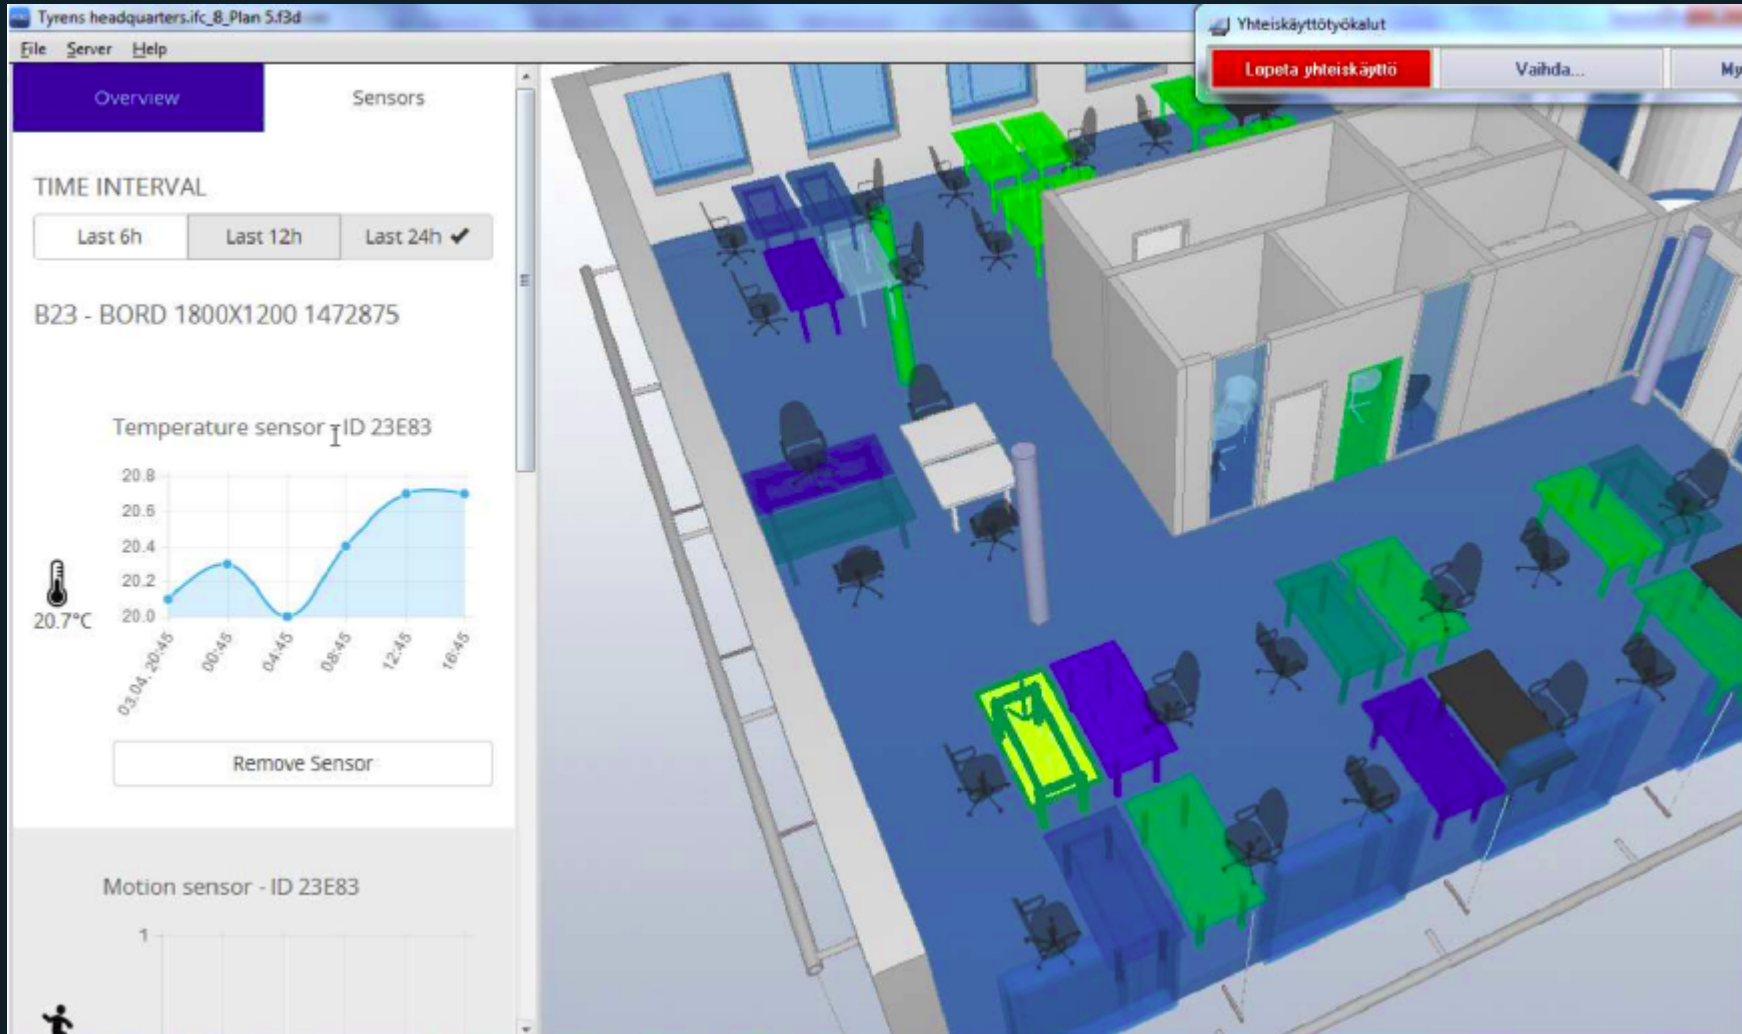 Tyrens headquarters.ifc_8_Plan 5.f3d
File Server Help
Yhteiskäyttötyökalut
Lopeta yhteiskäyttö Vaihda... My
Overview Sensors
TIME INTERVAL
Last 6h Last 12h Last 24h
B23 - BORD 1800X1200 1472875
Temperature sensor - ID 23E83
20.8
20.6
20.4
20.2
20.0
20.7°C
03.04. 20:45 00:45 04:45 08:45 12:45 16:45
Remove Sensor
Motion sensor - ID 23E83
1